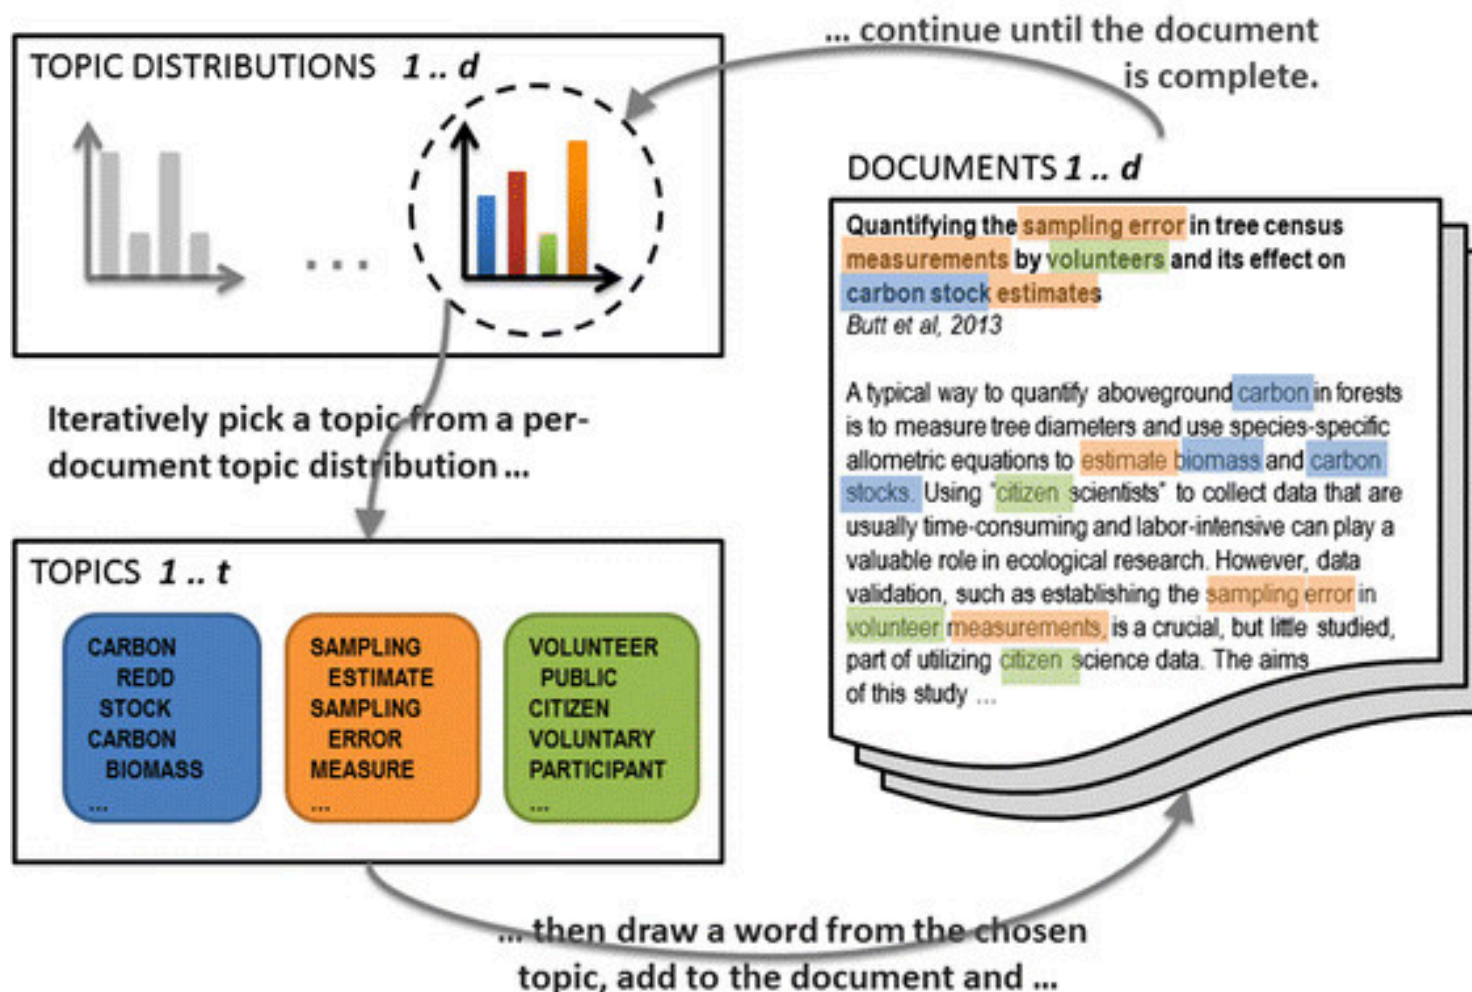 TOPIC DISTRIBUTIONS 1 .. d
... continue until the document
is complete.
...
DOCUMENTS 1 .. d
Quantifying the sampling error in tree census
measurements by volunteers and its effect on
carbon stock estimates
Butt et al, 2013
A typical way to quantify aboveground carbon in forests
is to measure tree diameters and use species-specific
allometric equations to estimate biomass and carbon
stocks. Using “citizen scientists” to collect data that are
usually time-consuming and labor-intensive can play a
valuable role in ecological research. However, data
validation, such as establishing the sampling error in
volunteer measurements, is a crucial, but little studied,
part of utilizing citizen science data. The aims
of this study ...
Iteratively pick a topic from a per-
document topic distribution ...
TOPICS 1 .. t
CARBON
REDD
STOCK
CARBON
BIOMASS
...
SAMPLING
ESTIMATE
SAMPLING
ERROR
MEASURE
...
VOLUNTEER
PUBLIC
CITIZEN
VOLUNTARY
PARTICIPANT
...
... then draw a word from the chosen
topic, add to the document and ...